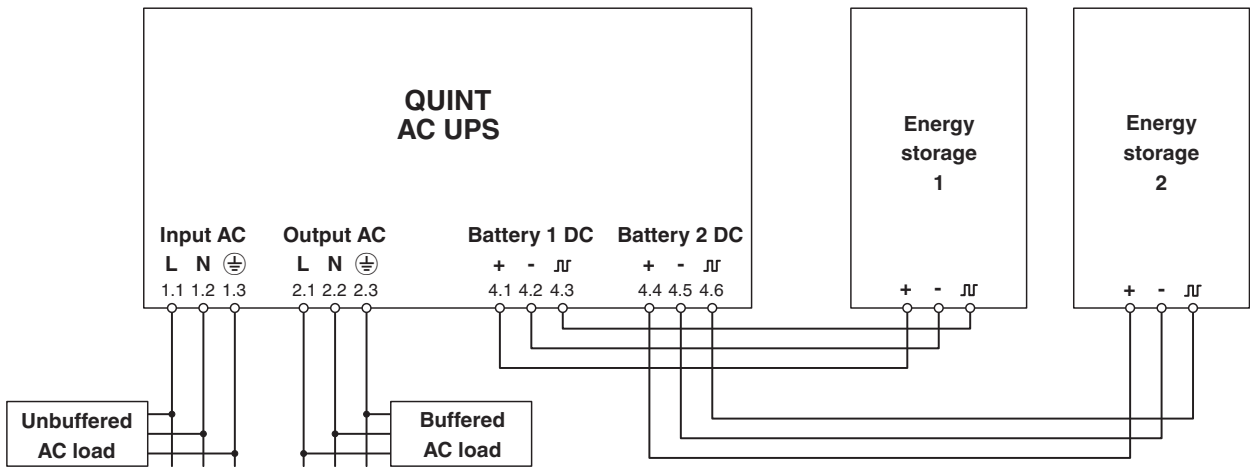 QUINT
AC UPS
Energy
storage
1
Energy
storage
2
Input AC Output AC Battery 1 DC Battery 2 DC
L N L N + - + -
1.1 1.2 1.3 2.1 2.2 2.3 4.1 4.2 4.3 4.4 4.5 4.6
+ - + -
Unbuffered
AC load
Buffered
AC load